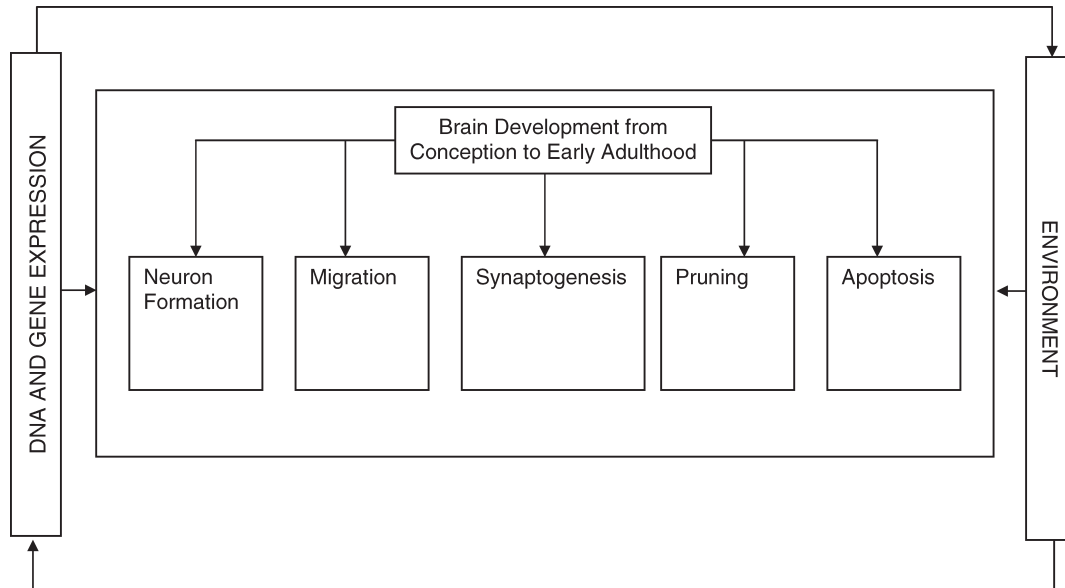 DNA AND GENE EXPRESSION
Brain Development from
Conception to Early Adulthood
Neuron
Formation
Migration
Synaptogenesis
Pruning
Apoptosis
ENVIRONMENT